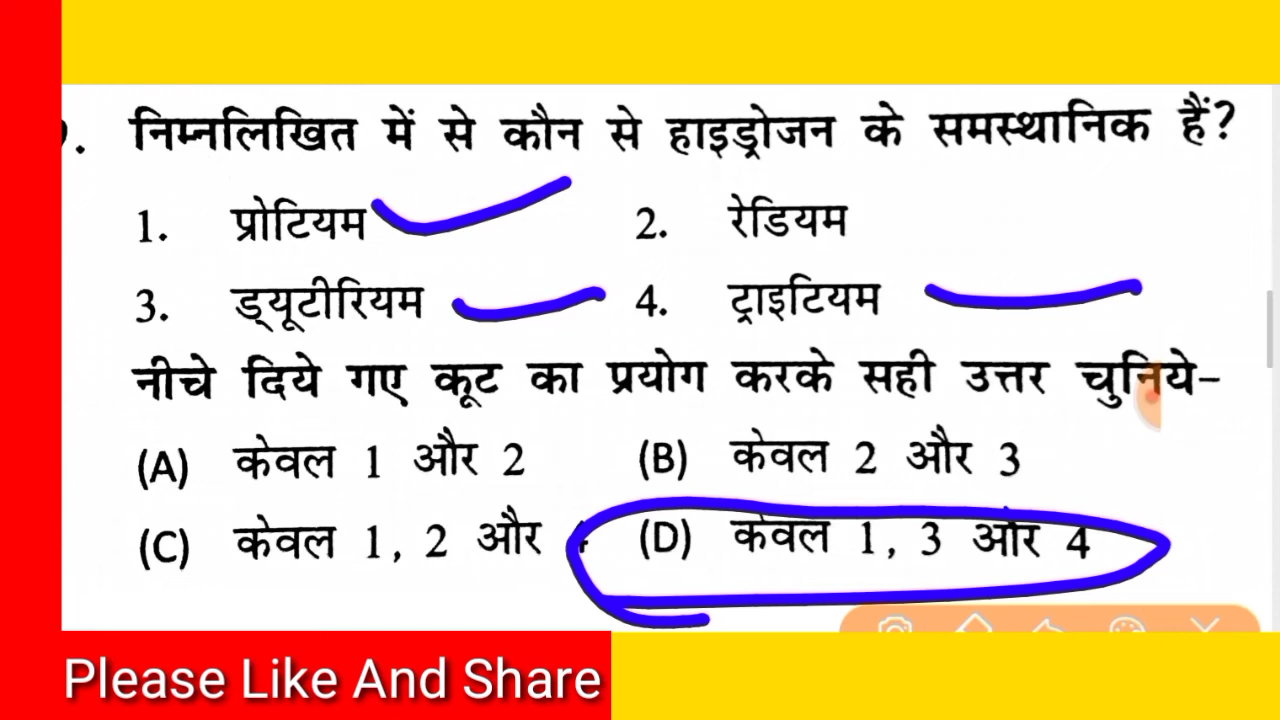 9. निम्नलिखित में से कौन से हाइड्रोजन के समस्थानिक हैं?
1. प्रोटियम 2. रेडियम
3. ड्यूटीरियम 4. ट्राइटियम
नीचे दिये गए कूट का प्रयोग करके सही उत्तर चुनिये-
(A) केवल 1 और 2 (B) केवल 2 और 3
(C) केवल 1, 2 और (D) केवल 1, 3 और 4
Please Like And Share